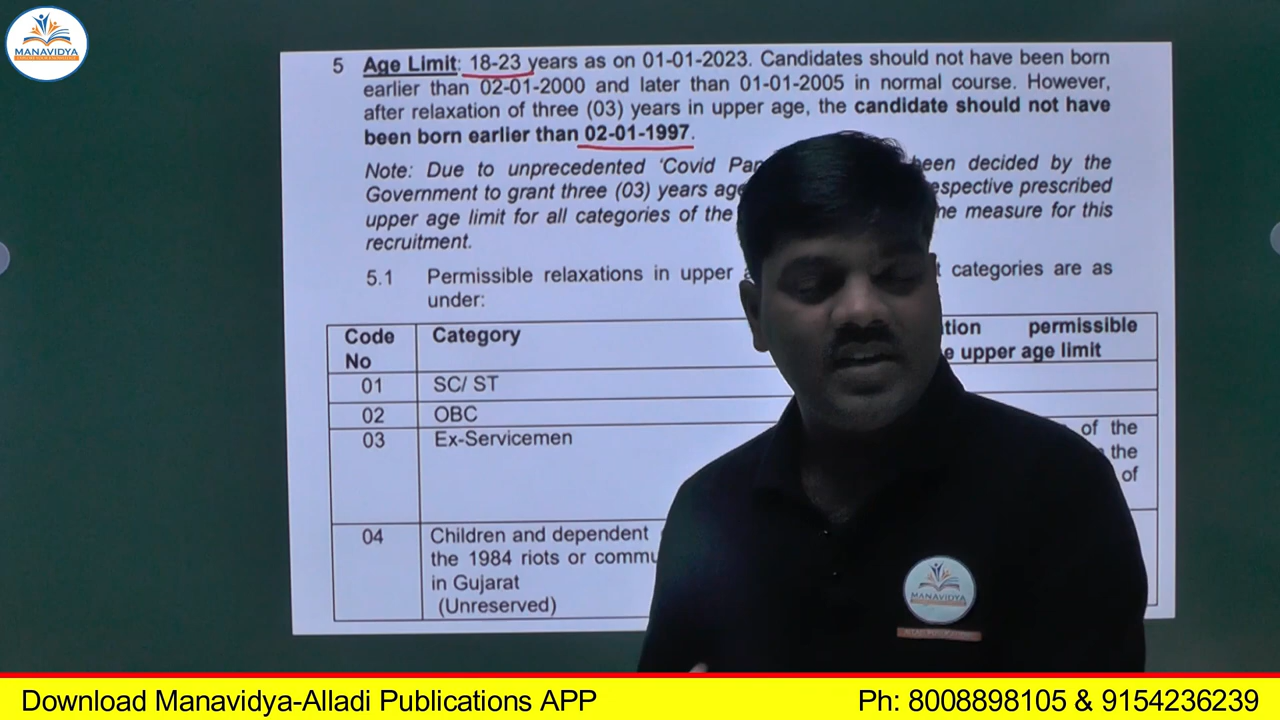 MANAVIDYA
5 Age Limit: 18-23 years as on 01-01-2023. Candidates should not have been born
earlier than 02-01-2000 and later than 01-01-2005 in normal course. However,
after relaxation of three (03) years in upper age, the candidate should not have
been born earlier than 02-01-1997.
Note: Due to unprecedented 'Covid been decided by the
Government to grant three (03) years prescribed
upper age limit for all categories of the measure for this
recruitment.
5.1 Permissible relaxations in upper categories are as
under:
Code No Category permissible
upper age limit
01 SC/ ST
02 OBC
03 Ex-Servicemen of the
the
of
04 Children and dependent
the 1984 riots or
in Gujarat
(Unreserved)
MANAVIDYA
Download Manavidya-Alladi Publications APP Ph: 8008898105 & 9154236239